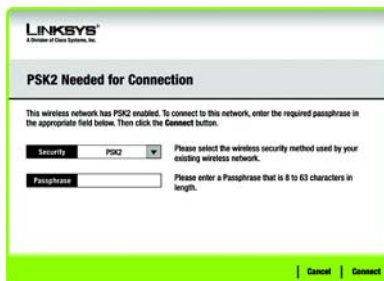 LINKSYS®
A Division of Cisco Systems, Inc.
PSK2 Needed for Connection
This wireless network has PSK2 enabled. To connect to this network, enter the required passphrase in
the appropriate field below. Then click the Connect button.
Security PSK2 Please select the wireless security method used by your
existing wireless network.
Passphrase Please enter a Passphrase that is 8 to 63 characters in
length.
Cancel Connect